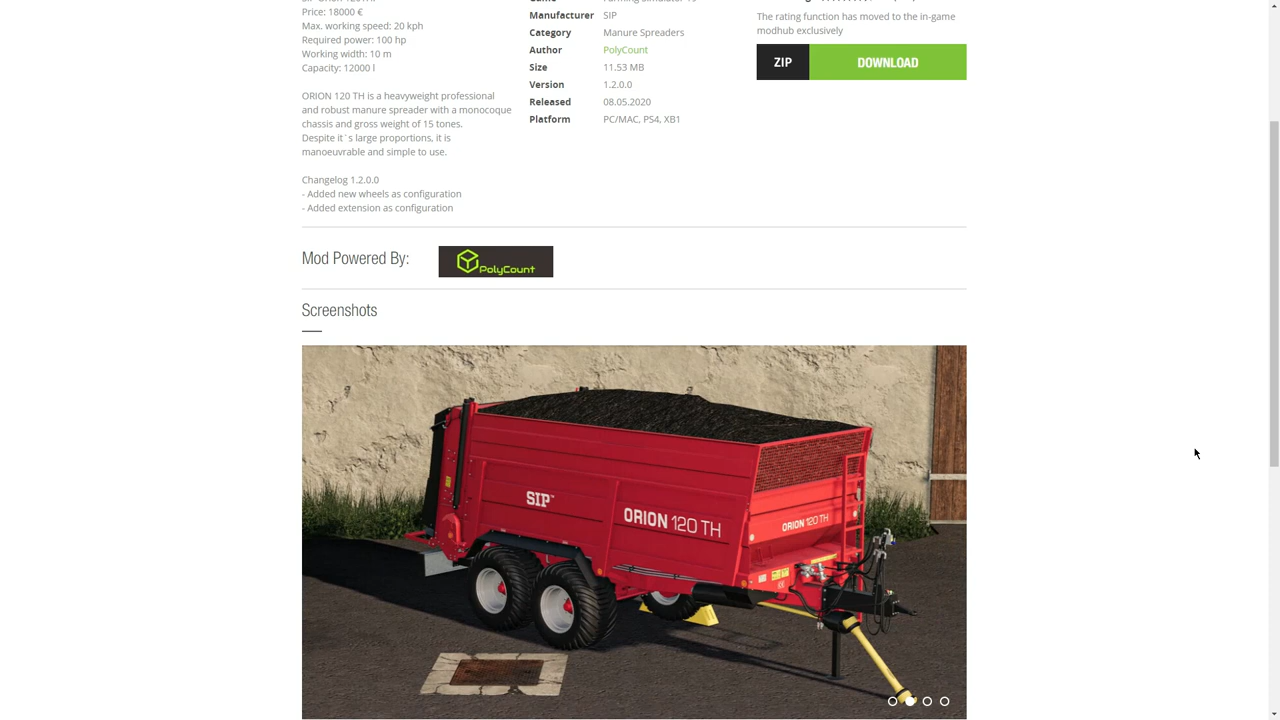 Price: 18000 €
Max. working speed: 20 kph
Required power: 100 hp
Working width: 10 m
Capacity: 12000 l
ORION 120 TH is a heavyweight professional
and robust manure spreader with a monocoque
chassis and gross weight of 15 tones.
Despite it`s large proportions, it is
manoeuvrable and simple to use.
Changelog 1.2.0.0
- Added new wheels as configuration
- Added extension as configuration
Manufacturer SIP
Category Manure Spreaders
Author PolyCount
Size 11.53 MB
Version 1.2.0.0
Released 08.05.2020
Platform PC/MAC, PS4, XB1
The rating function has moved to the in-game
modhub exclusively
ZIP DOWNLOAD
Mod Powered By:
PolyCount
Screenshots
SIP™
ORION 120 TH
ORION 120 TH